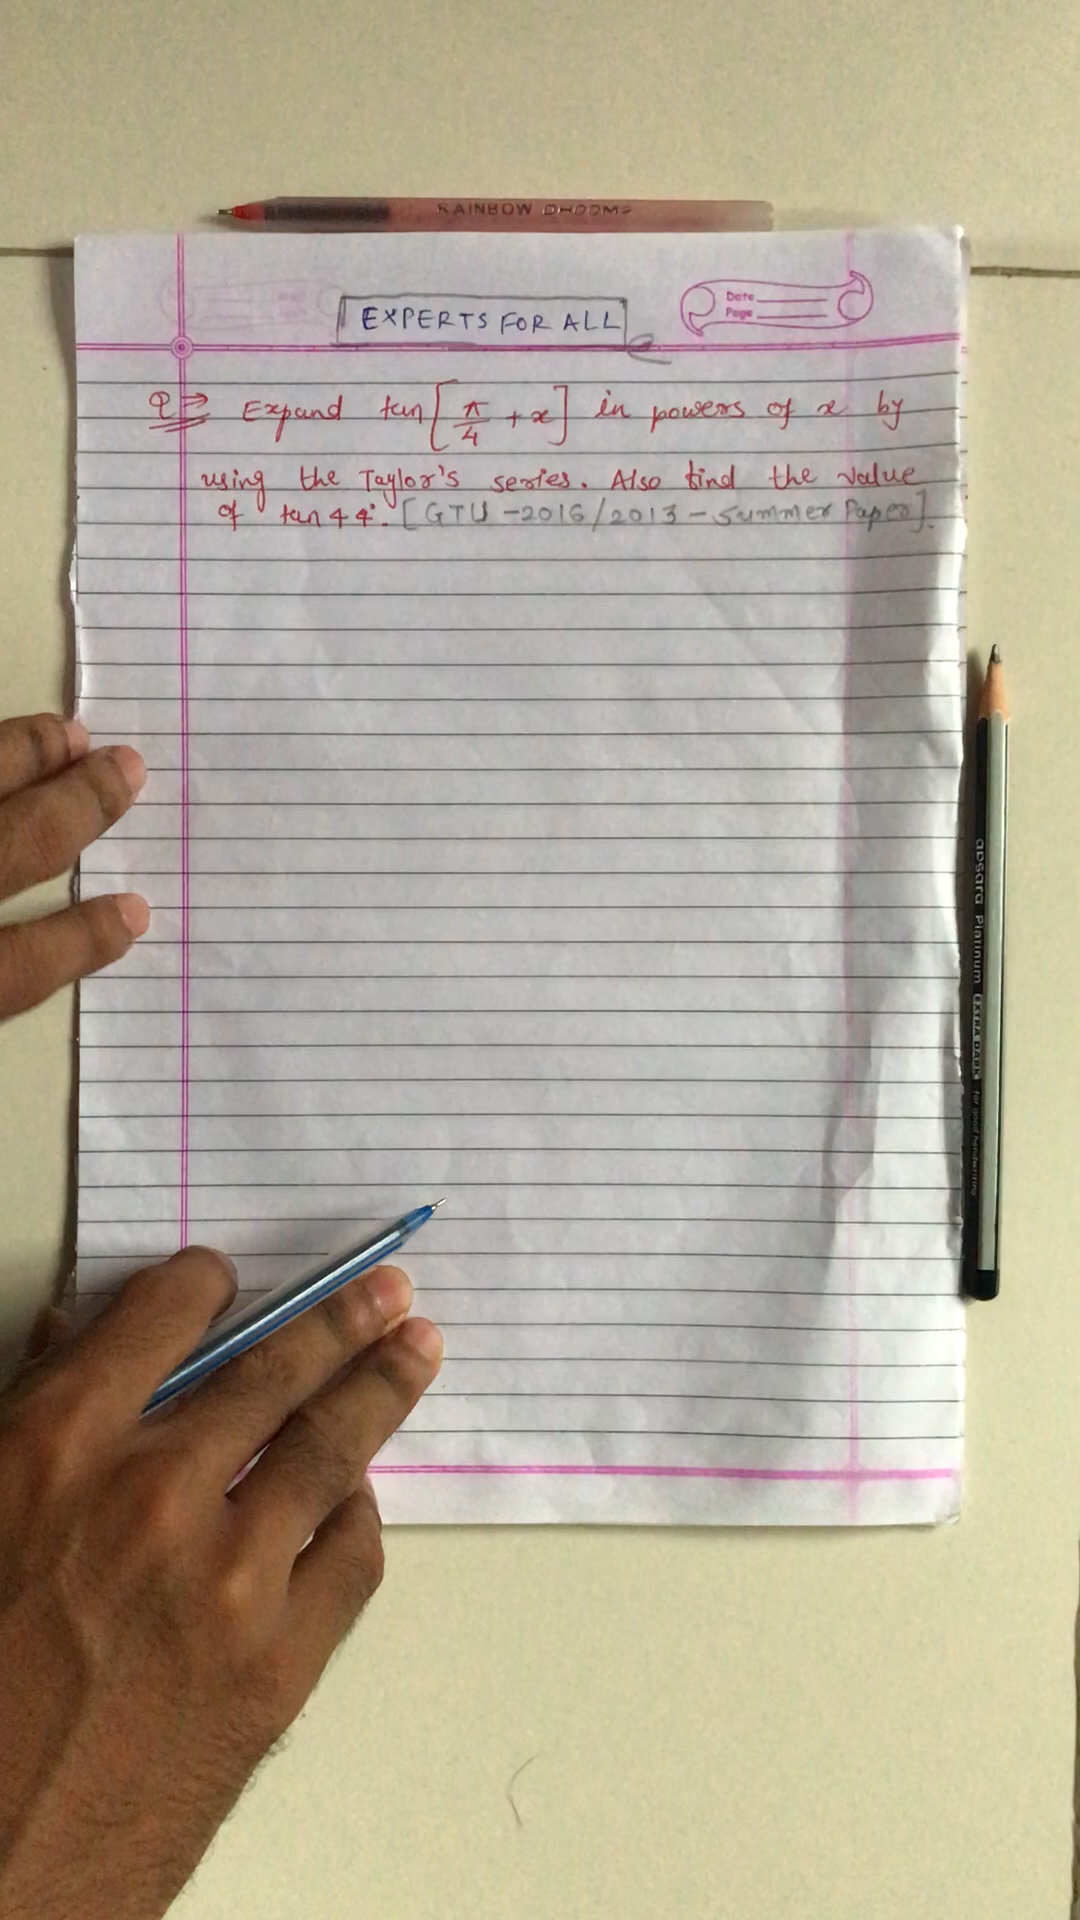 RAINBOW DHOOMS
EXPERTS FOR ALL
Date
Page
Q⇒ Expand tan[π/4 + x] in powers of x by
using the Taylor's series. Also find the value
of tan 44°. [GTU - 2016/2013 - Summer Paper].
apsara Platinum EXTRA DARK for good handwriting